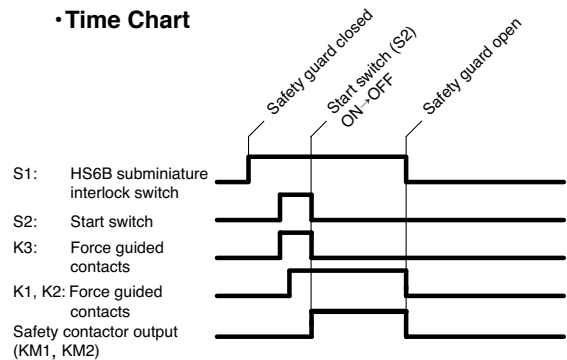 ·Time Chart
Safety guard closed
Start switch (S2)
ON→OFF
Safety guard open
S1: HS6B subminiature
interlock switch
S2: Start switch
K3: Force guided
contacts
K1, K2: Force guided
contacts
Safety contactor output
(KM1, KM2)